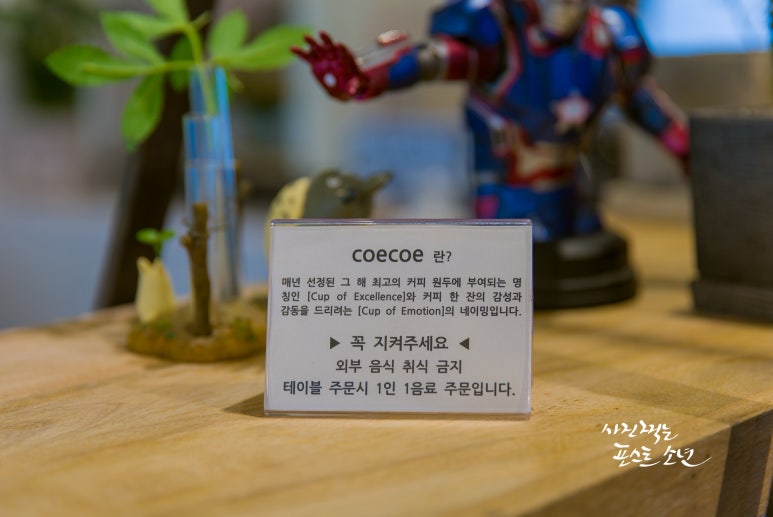 coecoe 란?
매년 선정된 그 해 최고의 커피 원두에 부여되는 명
칭인 [Cup of Excellence]와 커피 한 잔의 감성과
감동을 드리려는 [Cup of Emotion]의 네이밍입니다.
▶ 꼭 지켜주세요 ◀
외부 음식 취식 금지
테이블 주문시 1인 1음료 주문입니다.
사진찍는
포스트 소년